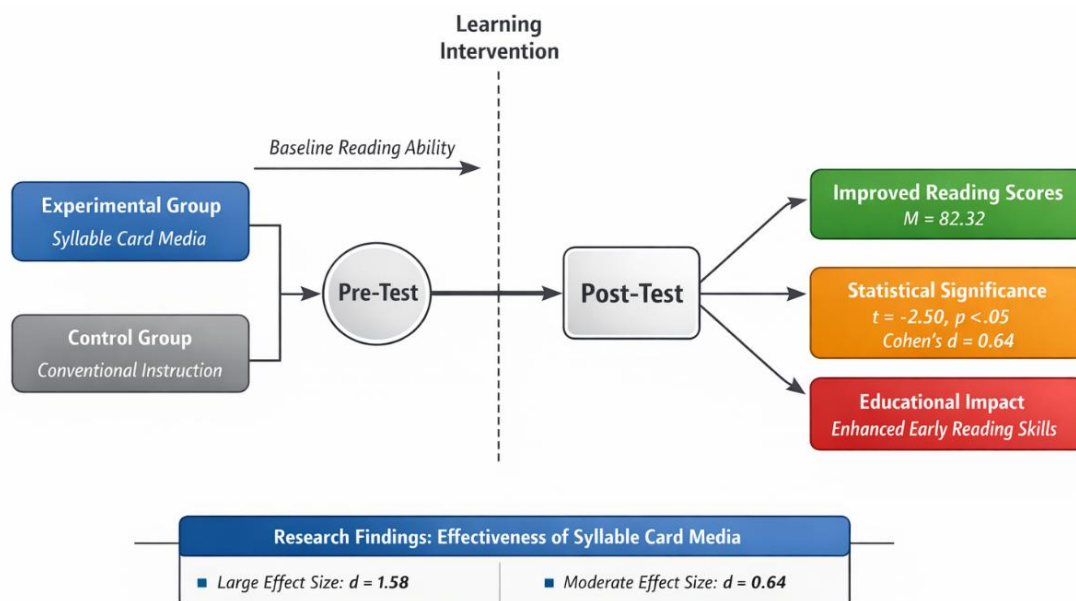 Learning
Intervention
Baseline Reading Ability
Experimental Group
Syllable Card Media
Control Group
Conventional Instruction
Pre-Test
Post-Test
Improved Reading Scores
M = 82.32
Statistical Significance
t = -2.50, p <.05
Cohen's d = 0.64
Educational Impact
Enhanced Early Reading Skills
Research Findings: Effectiveness of Syllable Card Media
Large Effect Size: d = 1.58
Moderate Effect Size: d = 0.64